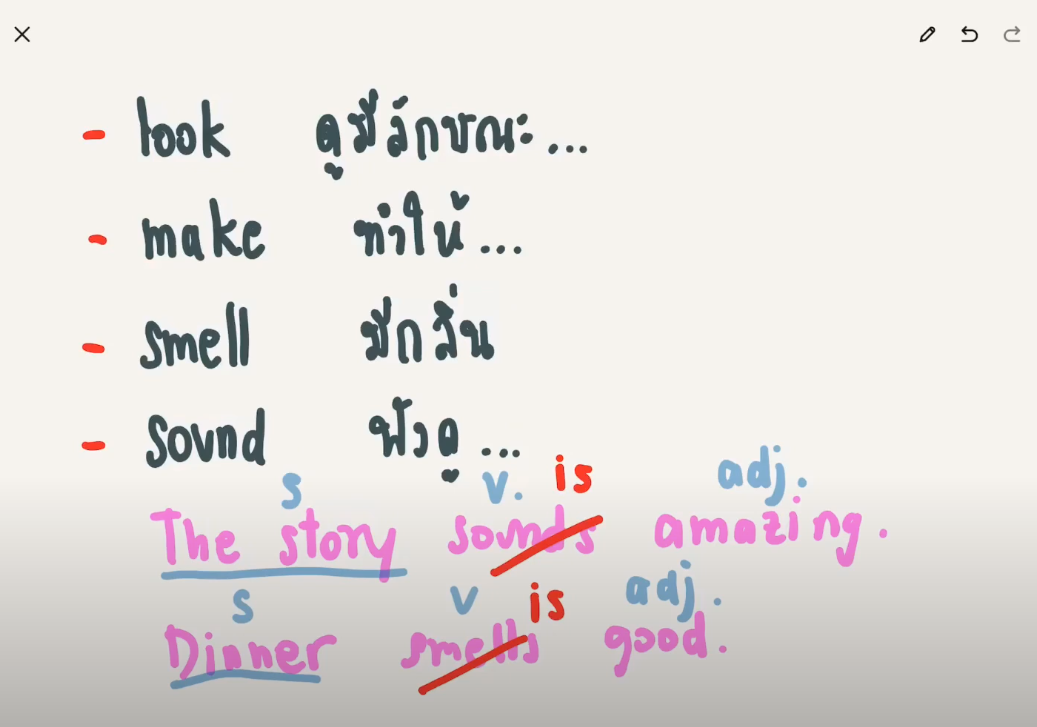 - look ดูมีลักษณะ...
- make ทำให้...
- smell มีกลิ่น
- sound ฟังดู...
s v. is adj.
The story sounds amazing.
s v is adj.
Dinner smells good.